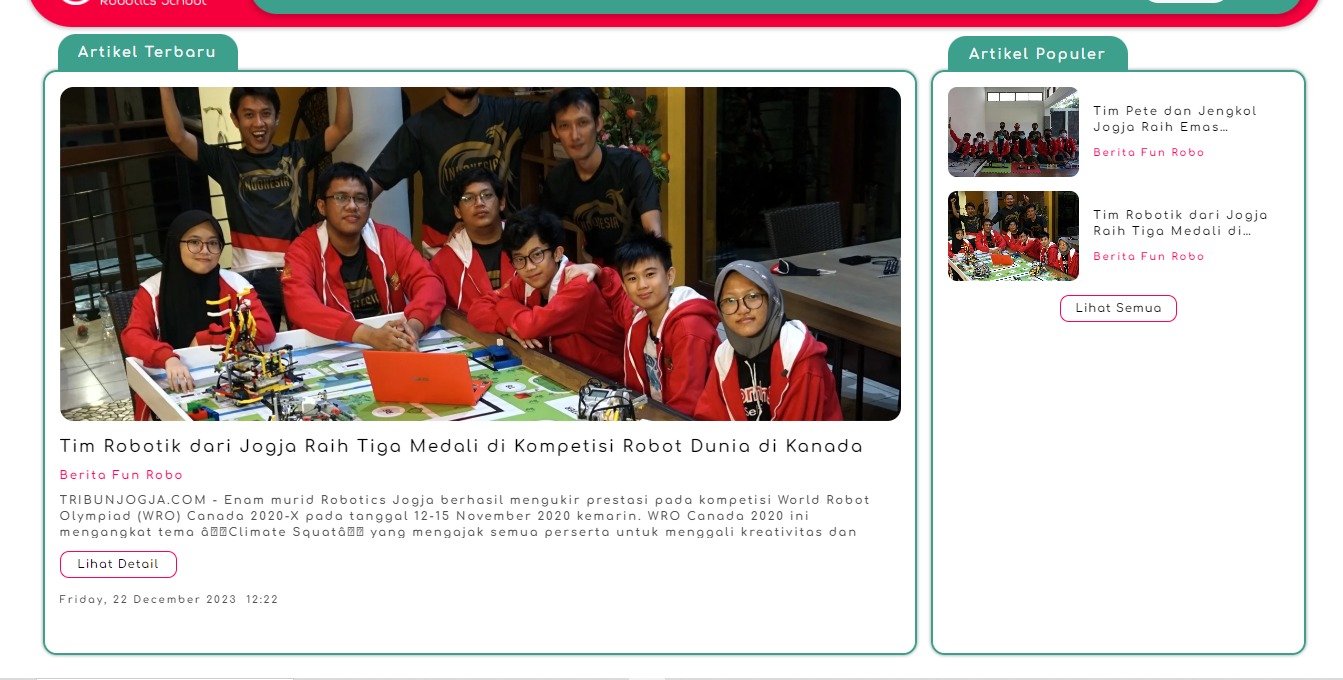 Robotics School
Artikel Terbaru
Tim Robotik dari Jogja Raih Tiga Medali di Kompetisi Robot Dunia di Kanada
Berita Fun Robo
TRIBUNJOGJA.COM - Enam murid Robotics Jogja berhasil mengukir prestasi pada kompetisi World Robot
Olympiad (WRO) Canada 2020-X pada tanggal 12-15 November 2020 kemarin. WRO Canada 2020 ini
mengangkat tema âClimate Squatâ yang mengajak semua perserta untuk menggali kreativitas dan
Lihat Detail
Friday, 22 December 2023 12:22
Artikel Populer
Tim Pete dan Jengkol
Jogja Raih Emas…
Berita Fun Robo
Tim Robotik dari Jogja
Raih Tiga Medali di…
Berita Fun Robo
Lihat Semua
INDONESIA
INDONESIA